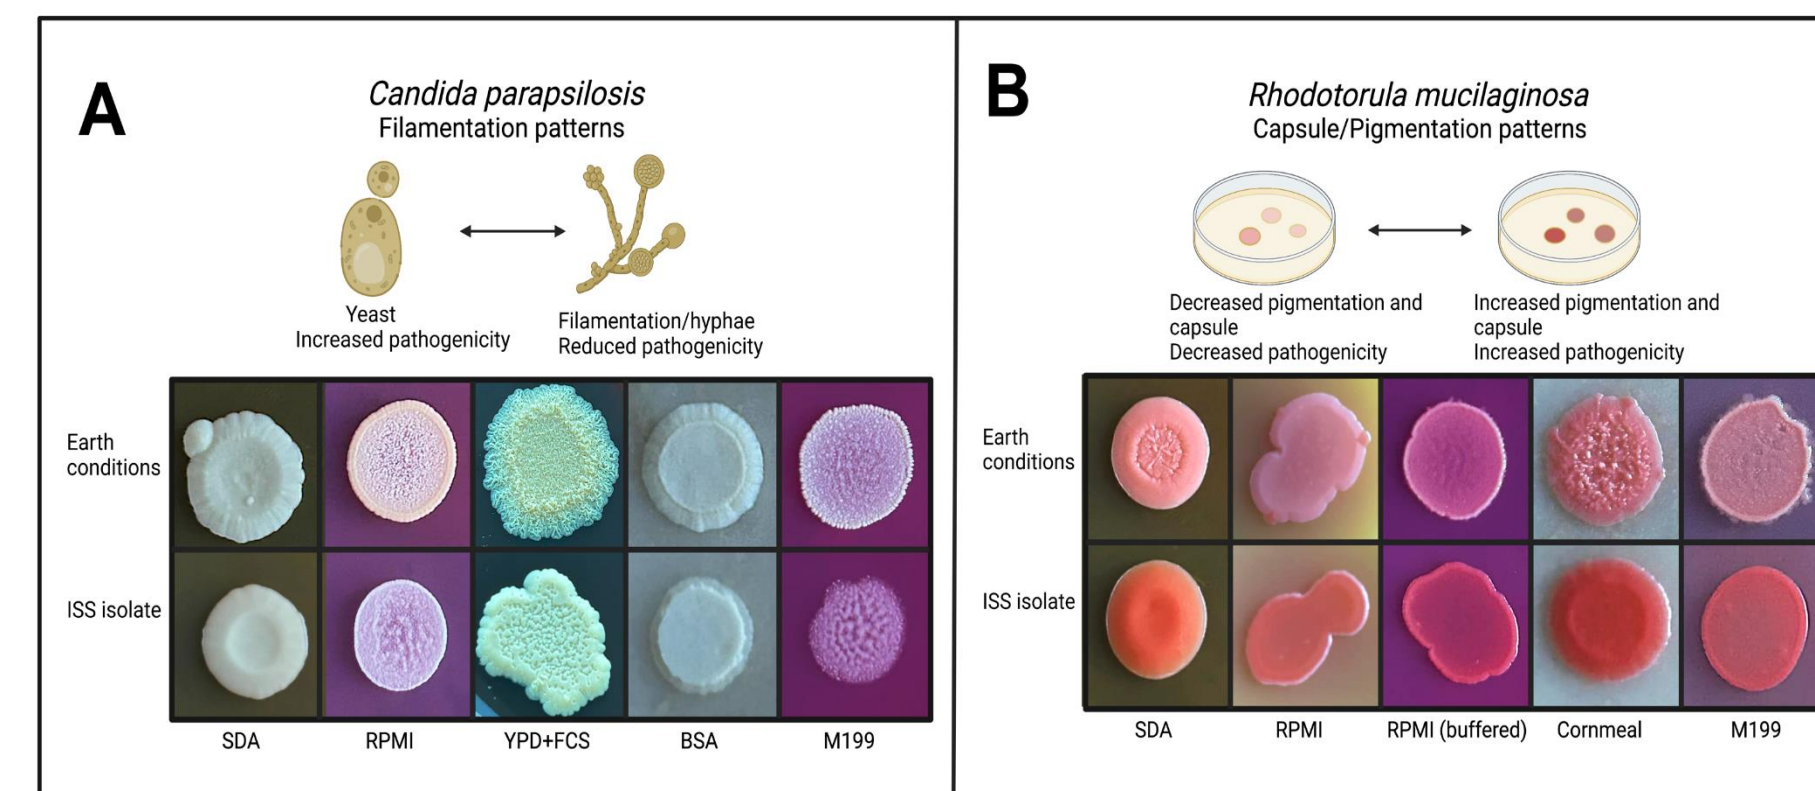 A
Candida parapsilosis
Filamentation patterns
Yeast
Increased pathogenicity
Filamentation/hyphae
Reduced pathogenicity
Earth
conditions
ISS isolate
SDA
RPMI
YPD+FCS
BSA
M199
B
Rhodotorula mucilaginosa
Capsule/Pigmentation patterns
Decreased pigmentation and
capsule
Decreased pathogenicity
Increased pigmentation and
capsule
Increased pathogenicity
Earth
conditions
ISS isolate
SDA
RPMI
RPMI (buffered)
Cornmeal
M199